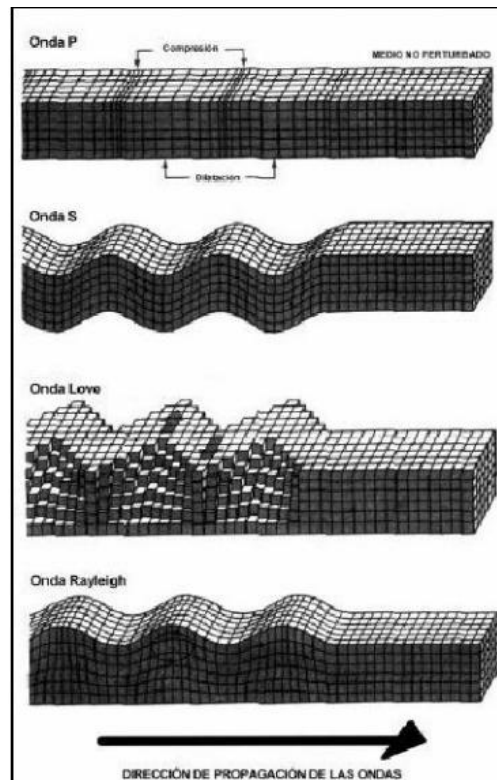 Onda P
Compresión
MEDIO NO PERTURBADO
Dilatación
Onda S
Onda Love
Onda Rayleigh
DIRECCIÓN DE PROPAGACIÓN DE LAS ONDAS